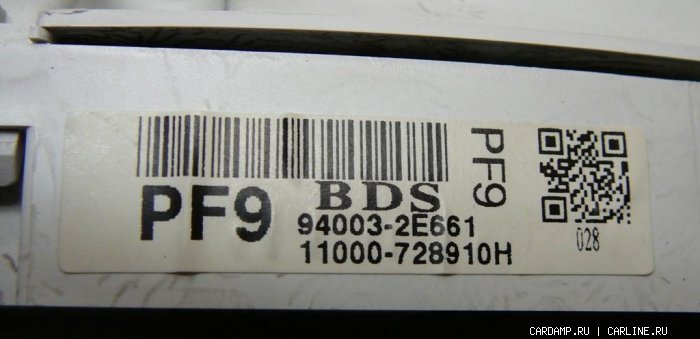 PF9
BDS
94003-2E661
11000-728910H
PF9
028
CARDAMP.RU | CARLINE.RU